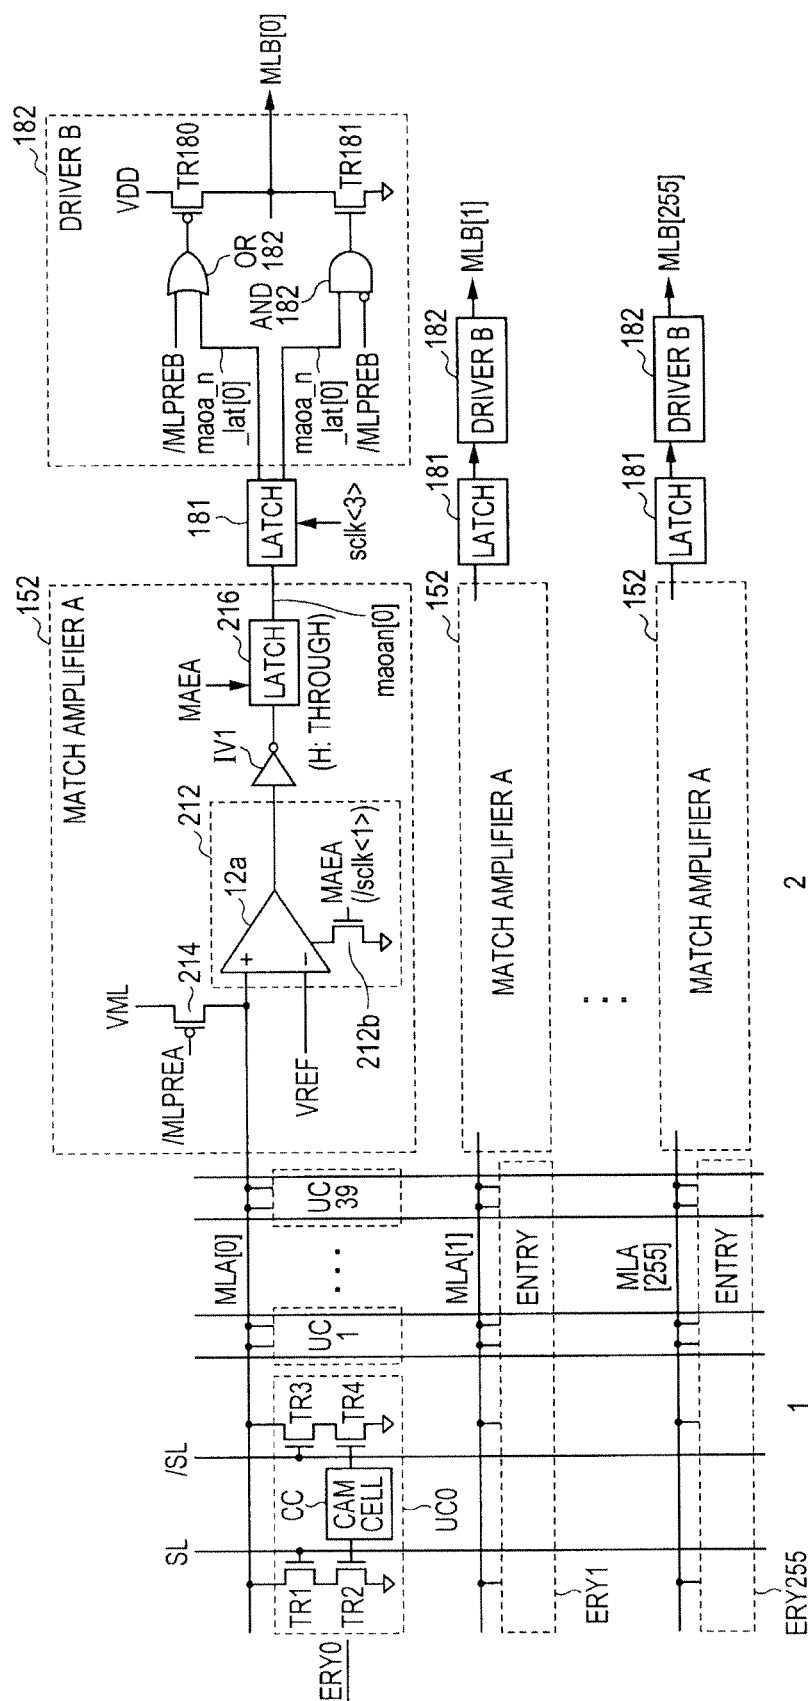 ERY0
SL
/SL
CC
TR1
TR2
CAM
CELL
TR3
TR4
UC0
MLA[0]
UC
1
. . .
UC
39
MATCH AMPLIFIER A
152
VML
/MLPREA
214
VREF
+
−
12a
212
MAEA
(/sclk<1>)
212b
IV1
MAEA
216
LATCH
(H: THROUGH)
maoan[0]
181
LATCH
sclk<3>
DRIVER B
182
VDD
/MLPREB
maoa_n
_lat[0]
OR
182
TR180
AND
182
maoa_n
_lat[0]
/MLPREB
TR181
MLB[0]
ERY1
MLA[1]
ENTRY
152
MATCH AMPLIFIER A
181
LATCH
182
DRIVER B
MLB[1]
. . .
ERY255
MLA
[255]
ENTRY
152
MATCH AMPLIFIER A
181
LATCH
182
DRIVER B
MLB[255]
1
2